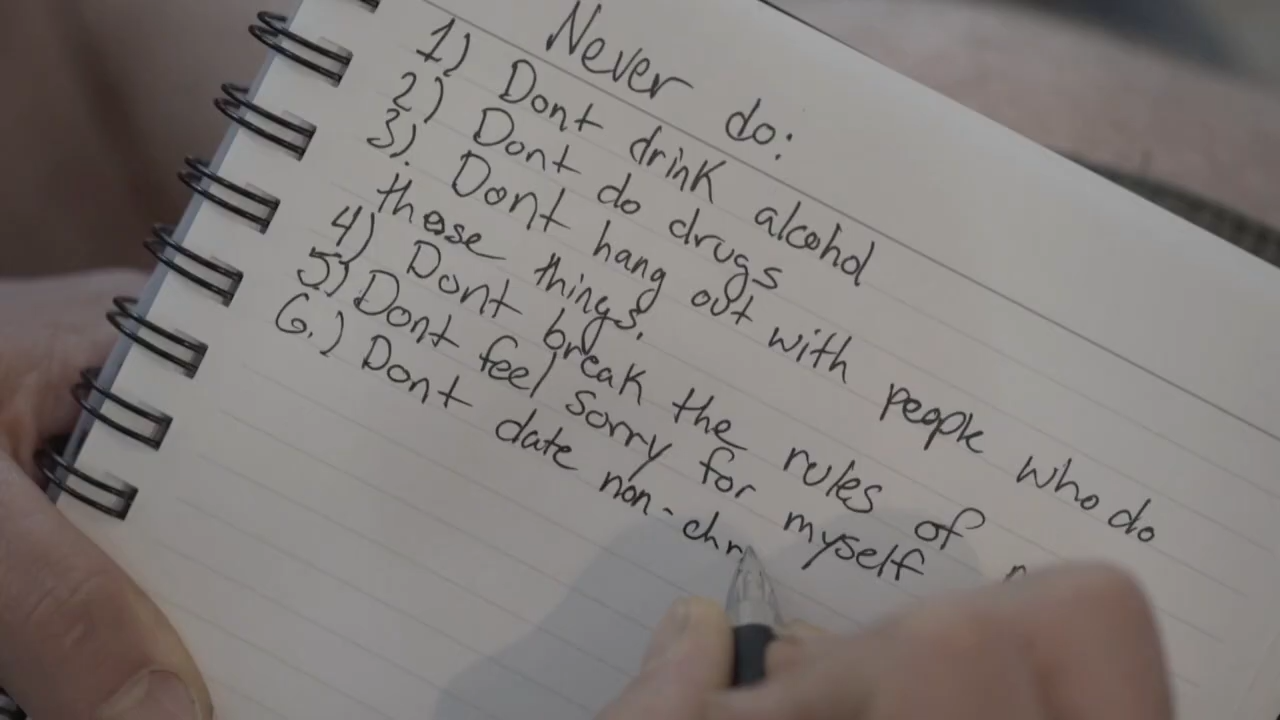 Never do:
1) Dont drink alcohol
2) Dont do drugs
3). Dont hang out with people who do
these things.
4) Dont break the rules of
5) Dont feel sorry for myself
6.) Dont date non-chr